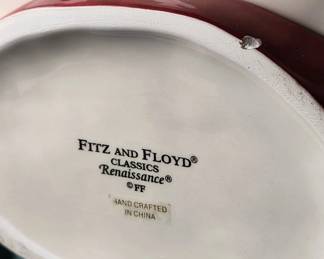 FITZ AND FLOYD®
CLASSICS
Renaissance®
©FF
HAND CRAFTED
IN CHINA